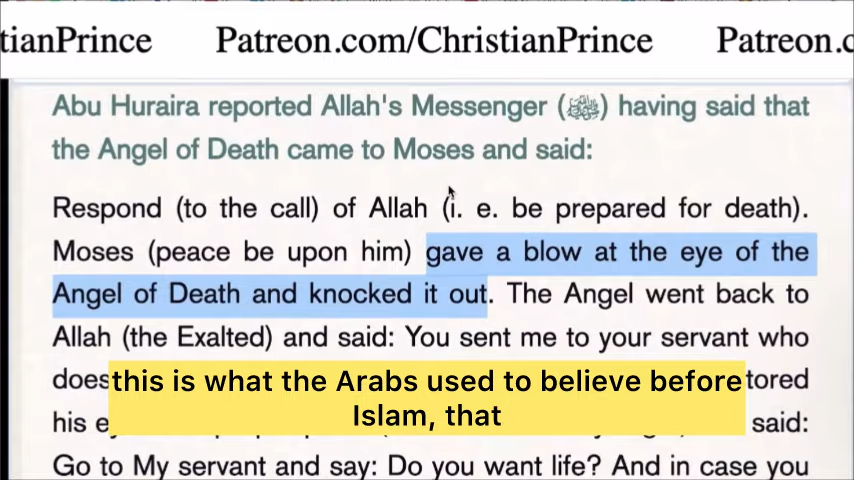 tianPrince Patreon.com/ChristianPrince Patreon.c
Abu Huraira reported Allah's Messenger (ﷺ) having said that
the Angel of Death came to Moses and said:
Respond (to the call) of Allah (i. e. be prepared for death).
Moses (peace be upon him) gave a blow at the eye of the
Angel of Death and knocked it out. The Angel went back to
Allah (the Exalted) and said: You sent me to your servant who
does
this is what the Arabs used to believe before
tored
Islam, that
his e
said:
Go to My servant and say: Do you want life? And in case you